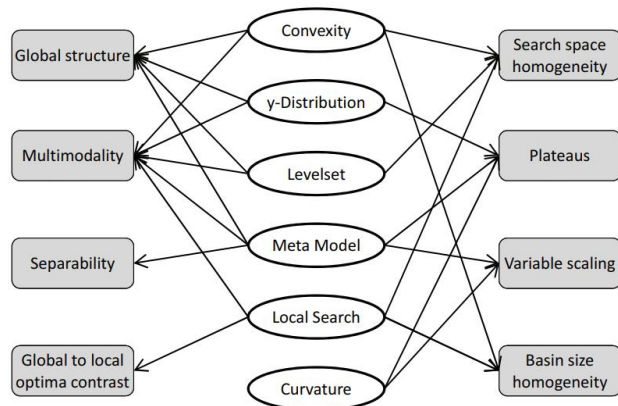 Convexity
Global structure
Search space
homogeneity
y-Distribution
Multimodality
Levelset
Plateaus
Meta Model
Separability
Variable scaling
Local Search
Global to local
optima contrast
Curvature
Basin size
homogeneity